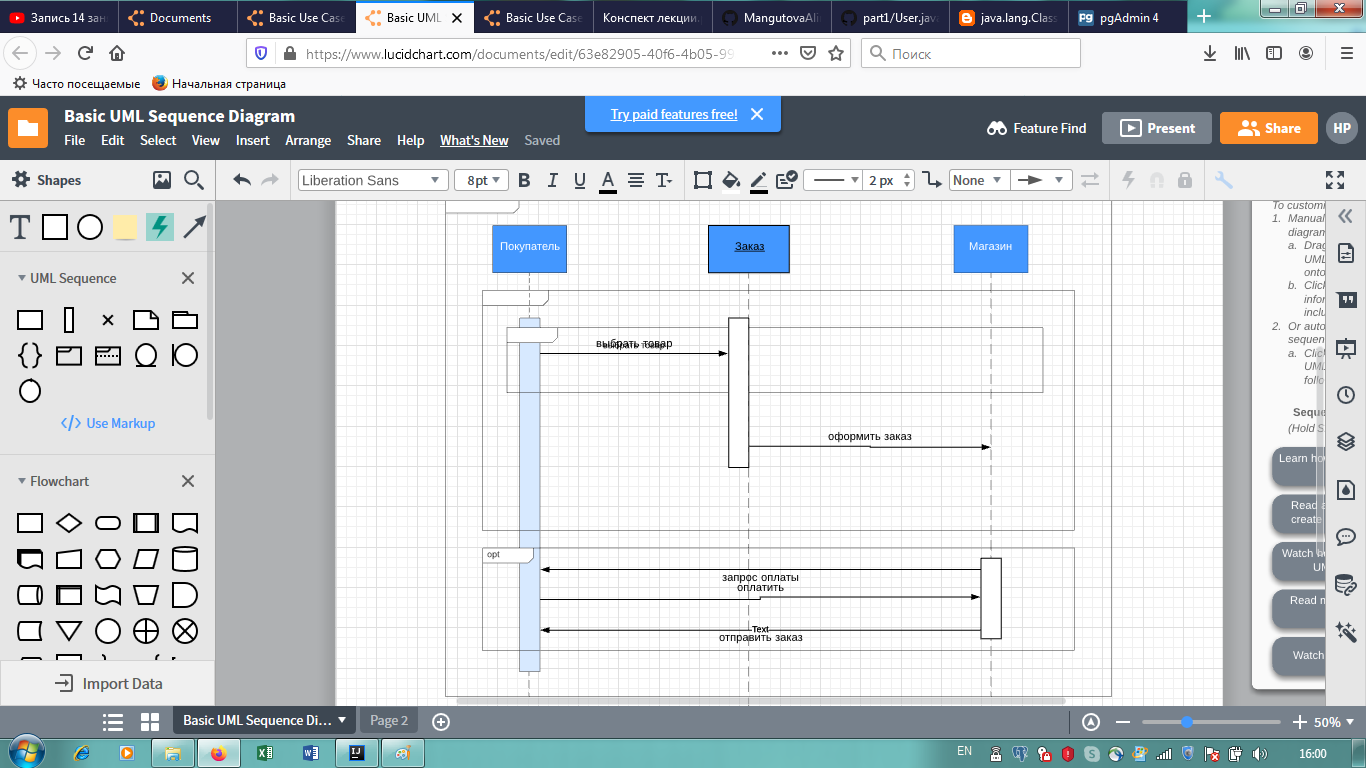 Запись 14 зан
Documents
Basic Use Case
Basic UML
Basic Use Case
Конспект лекции.
MangutovaAli
part1/User.java
java.lang.Class
pgAdmin 4
https://www.lucidchart.com/documents/edit/63e82905-40f6-4b05-99
Поиск
Часто посещаемые
Начальная страница
Basic UML Sequence Diagram
Try paid features free!
File Edit Select View Insert Arrange Share Help What's New Saved
Feature Find
Present
Share
HP
Shapes
Liberation Sans
8 pt
B I U A T
2 px
None
T
UML Sequence
Use Markup
Flowchart
Import Data
Покупатель
Заказ
Магазин
выбрать товар
выбрать товар
оформить заказ
opt
запрос оплаты
оплатить
Text
отправить заказ
To customi
1. Manual
diagram
a. Drag
UML
onto
b. Click
infor
inclu
2. Or auto
sequen
a. Click
UML
follo
Seque
(Hold S
Learn ho
Read a
create
Watch h
UM
Read m
Watch
Basic UML Sequence Di...
Page 2
50%
EN
16:00